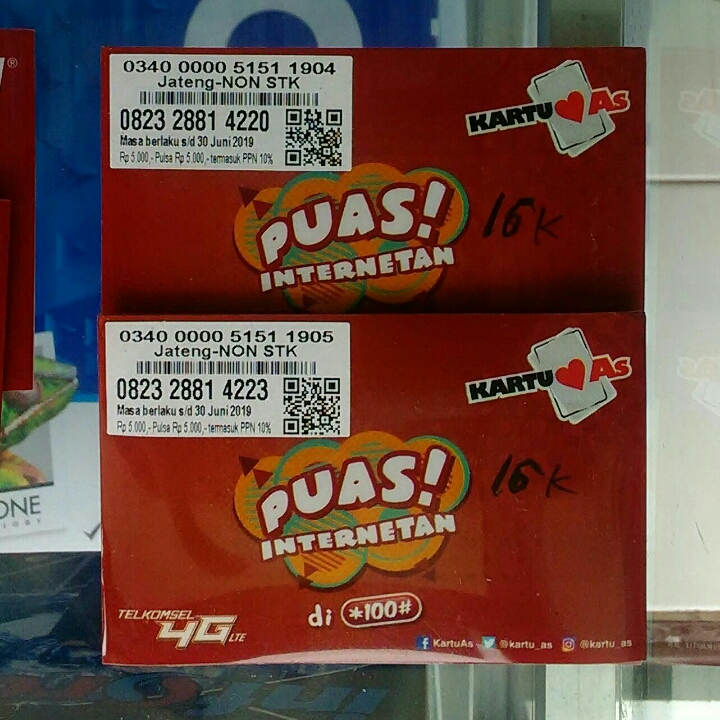 0340 0000 5151 1904
Jateng-NON STK
0823 2881 4220
Masa berlaku s/d 30 Juni 2019
Rp 5.000,- Pulsa Rp 5.000,- termasuk PPN 10%
KARTU As
PUAS!
INTERNETAN
16K
0340 0000 5151 1905
Jateng-NON STK
0823 2881 4223
Masa berlaku s/d 30 Juni 2019
Rp 5.000,- Pulsa Rp 5.000,- termasuk PPN 10%
KARTU As
PUAS!
INTERNETAN
16K
di *100#
TELKOMSEL
4G LTE
KartuAs @kartu_as @kartu_as
ONE